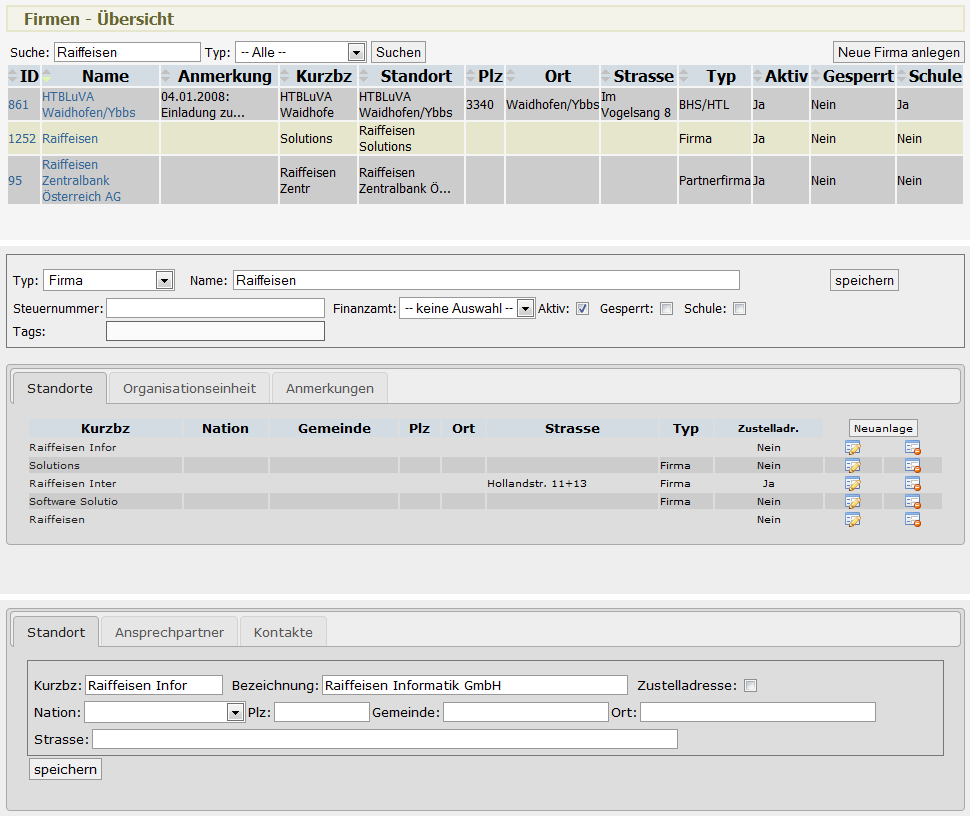 Firmen - Übersicht
Suche: Raiffeisen Typ: -- Alle -- Suchen Neue Firma anlegen
ID Name Anmerkung Kurzbz Standort Plz Ort Strasse Typ Aktiv Gesperrt Schule
861 HTBLuVA Waidhofen/Ybbs 04.01.2008: Einladung zu... HTBLuVA Waidhofe HTBLuVA Waidhofen/Ybbs 3340 Waidhofen/Ybbs Im Vogelsang 8 BHS/HTL Ja Nein Ja
1252 Raiffeisen Solutions Raiffeisen Solutions Firma Ja Nein Nein
95 Raiffeisen Zentralbank Österreich AG Raiffeisen Zentr Raiffeisen Zentralbank Ö... Partnerfirma Ja Nein Nein
Typ: Firma Name: Raiffeisen speichern
Steuernummer: Finanzamt: -- keine Auswahl -- Aktiv: Gesperrt: Schule:
Tags:
Standorte Organisationseinheit Anmerkungen
Kurzbz Nation Gemeinde Plz Ort Strasse Typ Zustelladr. Neuanlage
Raiffeisen Infor Nein
Solutions Firma Nein
Raiffeisen Inter Hollandstr. 11+13 Firma Ja
Software Solutio Firma Nein
Raiffeisen Nein
Standort Ansprechpartner Kontakte
Kurzbz: Raiffeisen Infor Bezeichnung: Raiffeisen Informatik GmbH Zustelladresse:
Nation: Plz: Gemeinde: Ort:
Strasse:
speichern